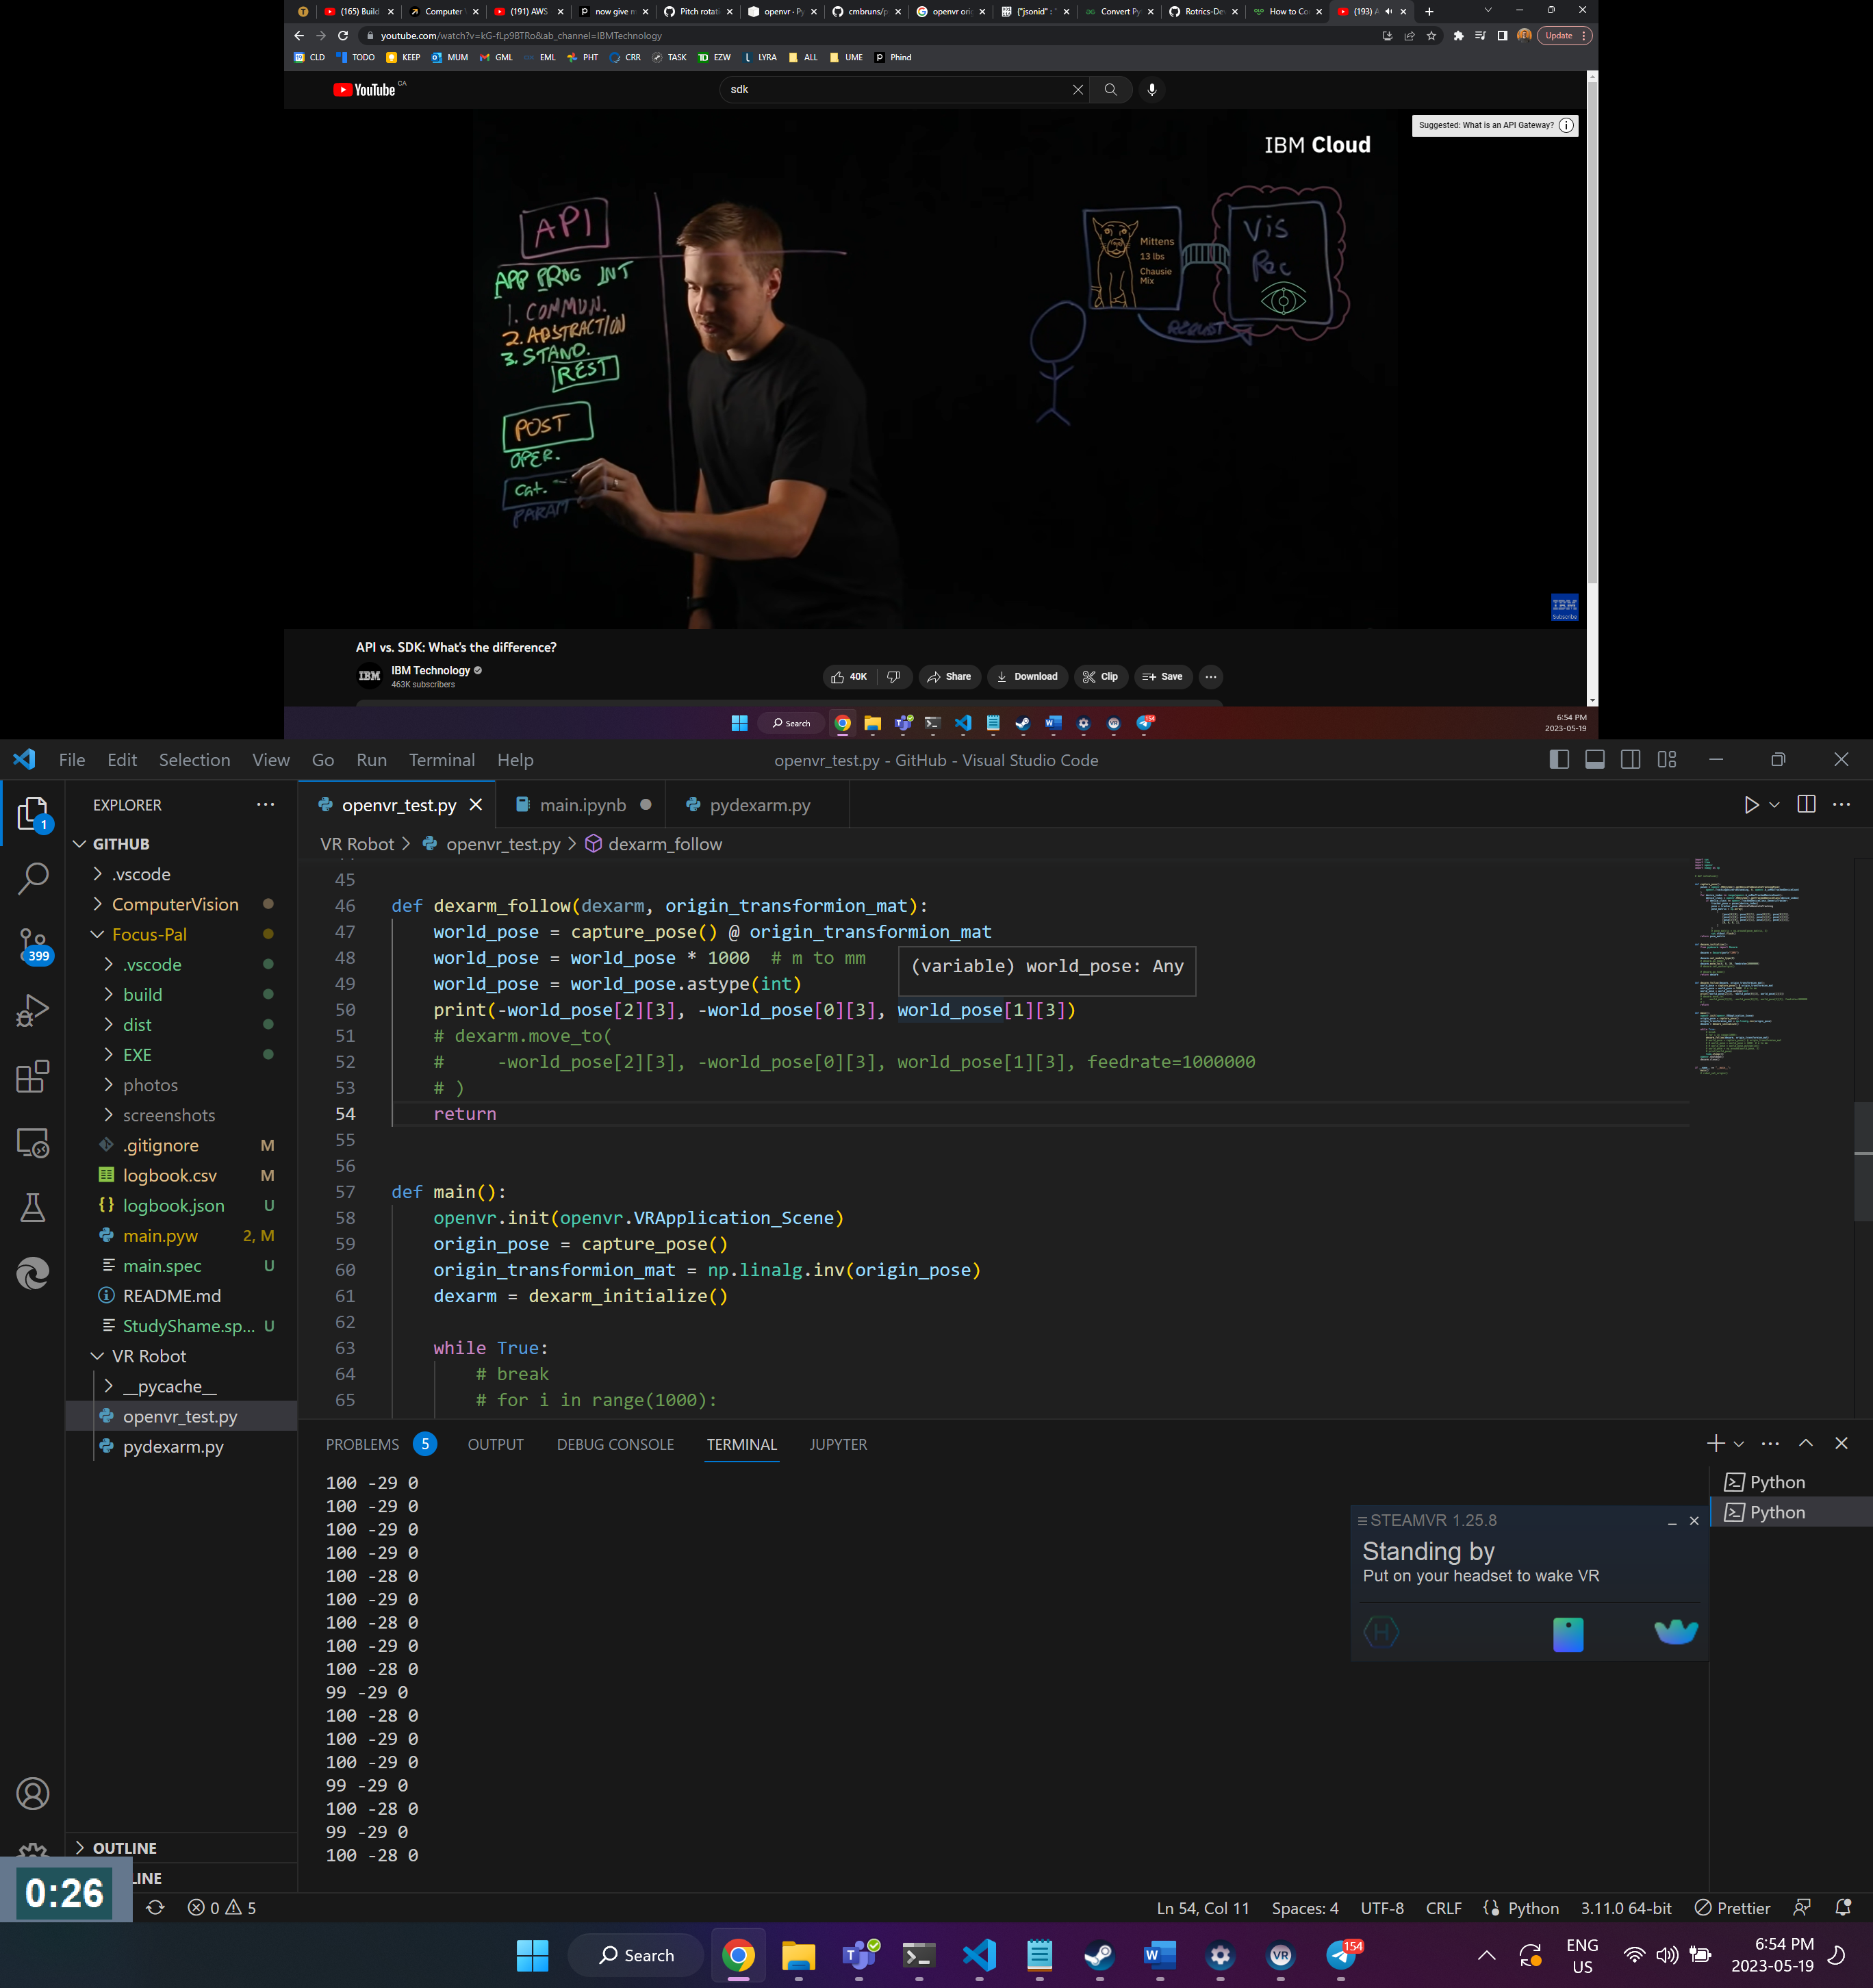 (165) Build
Computer
(191) AWS
now give m
Pitch rotati
openvr · Py
cmbruns/p
openvr ori
{"jsonid" : "
Convert Py
Rotrics-De
How to Co
(193) A
youtube.com/watch?v=kG-fLp9BTRo&ab_channel=IBMTechnology
Update
CLD TODO KEEP MUM GML EML PHT CRR TASK EZW LYRA ALL UME Phind
YouTube CA
sdk
Suggested: What is an API Gateway?
IBM Cloud
API
APP PROG INT
1. COMMUN.
2. ABSTRACTION
3. STAND.
REST
POST
OPER.
Cat.
PARAM
Mittens
13 lbs
Chausie
Mix
Vis
Rec
REQUEST
IBM
Subscribe
API vs. SDK: What's the difference?
IBM
IBM Technology
463K subscribers
40K
Share
Download
Clip
Save
Search
154
6:54 PM
2023-05-19
File Edit Selection View Go Run Terminal Help
openvr_test.py - GitHub - Visual Studio Code
EXPLORER
openvr_test.py
main.ipynb
pydexarm.py
VR Robot > openvr_test.py > dexarm_follow
1
399
GITHUB
.vscode
ComputerVision
Focus-Pal
.vscode
build
dist
EXE
photos
screenshots
.gitignore M
logbook.csv M
logbook.json U
main.pyw 2, M
main.spec U
README.md
StudyShame.sp... U
VR Robot
__pycache__
openvr_test.py
pydexarm.py
OUTLINE
LINE
45
46 def dexarm_follow(dexarm, origin_transformion_mat):
47 world_pose = capture_pose() @ origin_transformion_mat
48 world_pose = world_pose * 1000 # m to mm
(variable) world_pose: Any
49 world_pose = world_pose.astype(int)
50 print(-world_pose[2][3], -world_pose[0][3], world_pose[1][3])
51 # dexarm.move_to(
52 # -world_pose[2][3], -world_pose[0][3], world_pose[1][3], feedrate=1000000
53 # )
54 return
55
56
57 def main():
58 openvr.init(openvr.VRApplication_Scene)
59 origin_pose = capture_pose()
60 origin_transformion_mat = np.linalg.inv(origin_pose)
61 dexarm = dexarm_initialize()
62
63 while True:
64 # break
65 # for i in range(1000):
PROBLEMS 5 OUTPUT DEBUG CONSOLE TERMINAL JUPYTER
100 -29 0
100 -29 0
100 -29 0
100 -29 0
100 -28 0
100 -29 0
100 -28 0
100 -29 0
100 -28 0
99 -29 0
100 -28 0
100 -29 0
100 -29 0
99 -29 0
100 -28 0
99 -29 0
100 -28 0
Python
Python
STEAMVR 1.25.8
Standing by
Put on your headset to wake VR
0:26
0 5
Ln 54, Col 11
Spaces: 4
UTF-8
CRLF
Python
3.11.0 64-bit
Prettier
Search
154
ENG
US
6:54 PM
2023-05-19